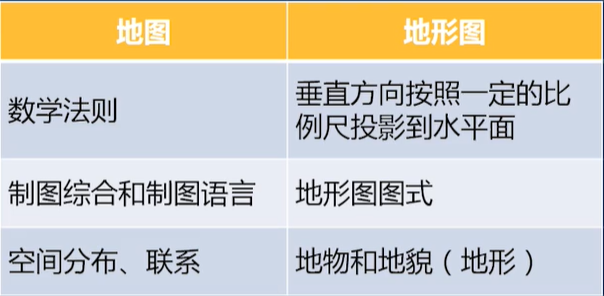 地图
地形图
数学法则
垂直方向按照一定的比
例尺投影到水平面
制图综合和制图语言
地形图图式
空间分布、联系
地物和地貌（地形）